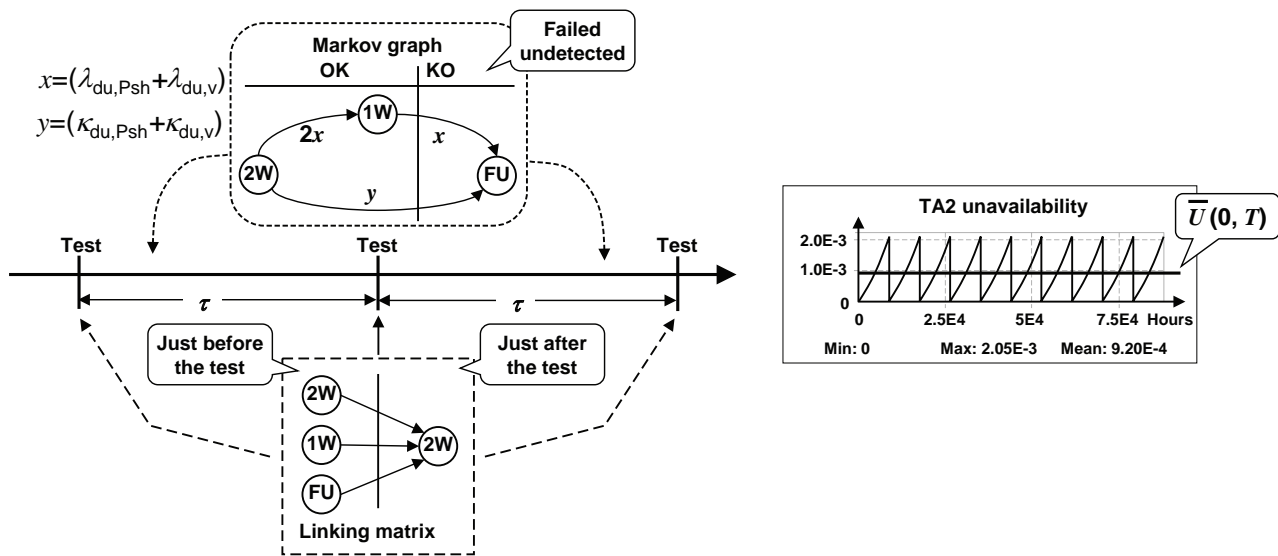 Markov graph
OK KO
Failed
undetected
x=(λdu,Psh+λdu,v)
y=(κdu,Psh+κdu,v)
1W
2x
x
2W
FU
y
Test
Test
Test
τ
τ
Just before
the test
Just after
the test
2W
1W
2W
FU
Linking matrix
TA2 unavailability
U̅(0, T)
2.0E-3
1.0E-3
0
0 2.5E4 5E4 7.5E4 Hours
Min: 0 Max: 2.05E-3 Mean: 9.20E-4